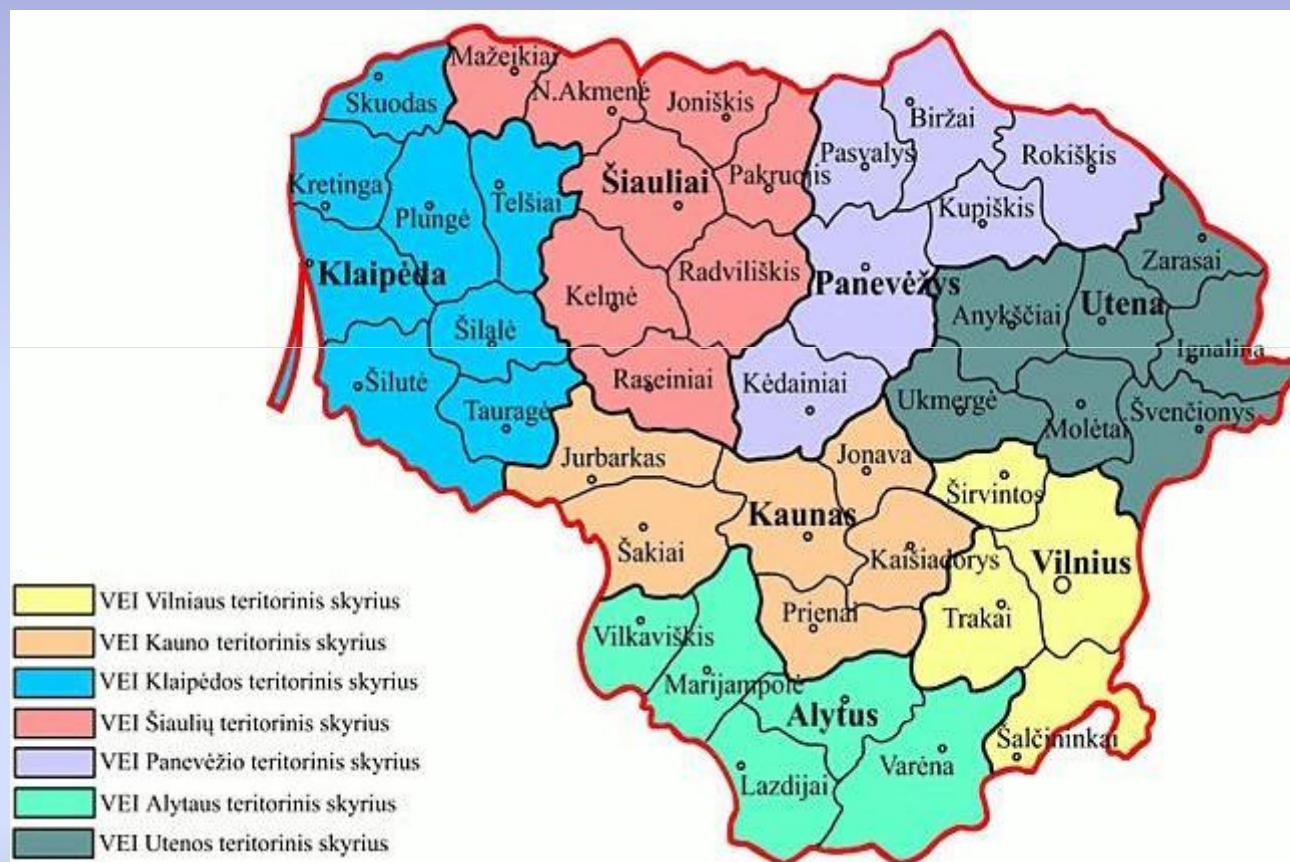 Mažeikiai
Skuodas
N.Akmenė
Joniškis
Biržai
Pasvalys
Rokiškis
Kretinga
Plungė
Telšiai
Šiauliai
Pakruojis
Kupiškis
Klaipėda
Kelmė
Radviliškis
Panevėžys
Zarasai
Anykščiai
Utena
Šilalė
Ignalina
Šilutė
Tauragė
Raseiniai
Kėdainiai
Ukmergė
Molėtai
Švenčionys
Jurbarkas
Jonava
Širvintos
Šakiai
Kaunas
Kaišiadorys
Vilnius
Prienai
Trakai
Vilkaviškis
Marijampolė
Alytus
Lazdijai
Varėna
Šalčininkai
VEI Vilniaus teritorinis skyrius
VEI Kauno teritorinis skyrius
VEI Klaipėdos teritorinis skyrius
VEI Šiaulių teritorinis skyrius
VEI Panevėžio teritorinis skyrius
VEI Alytaus teritorinis skyrius
VEI Utenos teritorinis skyrius